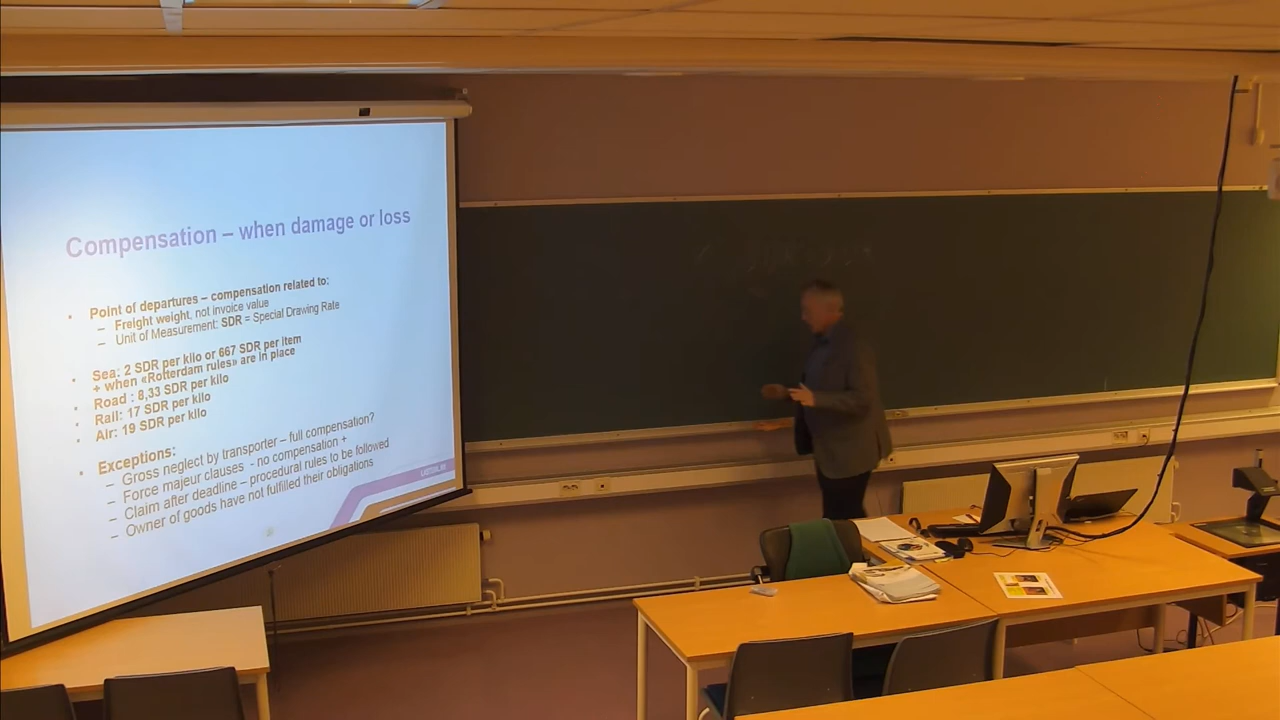 Compensation – when damage or loss
• Point of departures – compensation related to:
– Freight weight, not invoice value
– Unit of Measurement: SDR = Special Drawing Rate
• Sea: 2 SDR per kilo or 667 SDR per item
+ when «Rotterdam rules» are in place
• Road : 8,33 SDR per kilo
• Rail: 17 SDR per kilo
• Air: 19 SDR per kilo
• Exceptions:
– Gross neglect by transporter – full compensation?
– Force majeur clauses - no compensation +
– Claim after deadline – procedural rules to be followed
– Owner of goods have not fulfilled their obligations